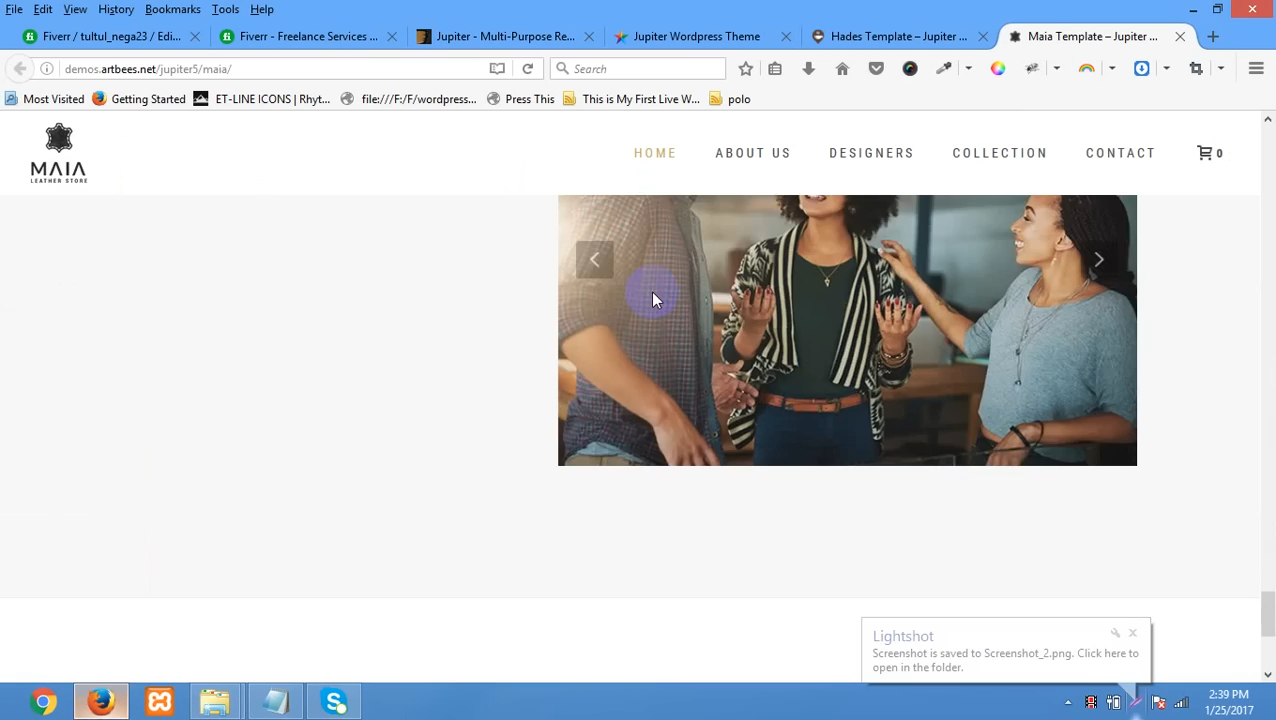 File Edit View History Bookmarks Tools Help
Fiverr / tultul_nega23 / Edi... Fiverr - Freelance Services ... Jupiter - Multi-Purpose Re... Jupiter Wordpress Theme Hades Template – Jupiter ... Maia Template – Jupiter ...
demos.artbees.net/jupiter5/maia/ Search
Most Visited Getting Started ET-LINE ICONS | Rhyt... file:///F:/F/wordpress... Press This This is My First Live W... polo
MAIA
LEATHER STORE
HOME ABOUT US DESIGNERS COLLECTION CONTACT 0
Lightshot
Screenshot is saved to Screenshot_2.png. Click here to
open in the folder.
2:39 PM
1/25/2017